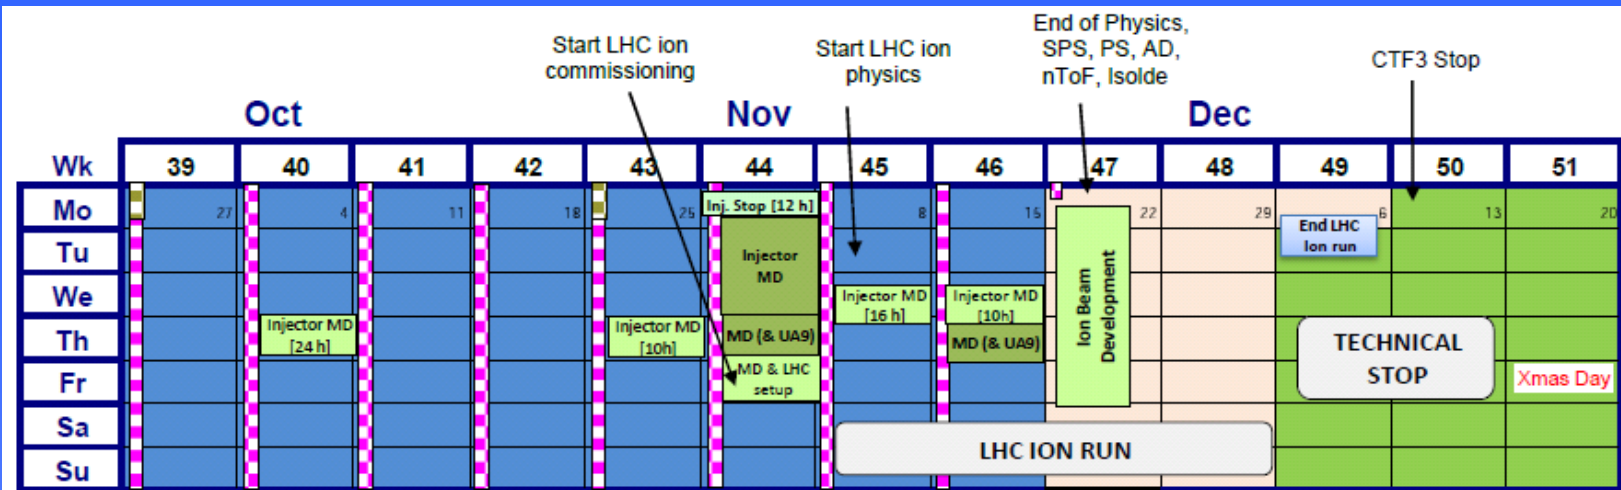 End of Physics,
SPS, PS, AD,
nToF, Isolde
Start LHC ion
commissioning
Start LHC ion
physics
CTF3 Stop
Oct
Nov
Dec
Wk 39 40 41 42 43 44 45 46 47 48 49 50 51
Mo 27 4 11 18 25 Inj. Stop [12 h] 8 15 22 29 6 13 20
End LHC
Ion run
Tu
Injector
MD
We
Injector MD
[16 h]
Injector MD
[10h]
Ion Beam
Development
Th
Injector MD
[24 h]
Injector MD
[10h]
MD (& UA9)
MD (& UA9)
TECHNICAL
STOP
Fr
MD & LHC
setup
Xmas Day
Sa
LHC ION RUN
Su